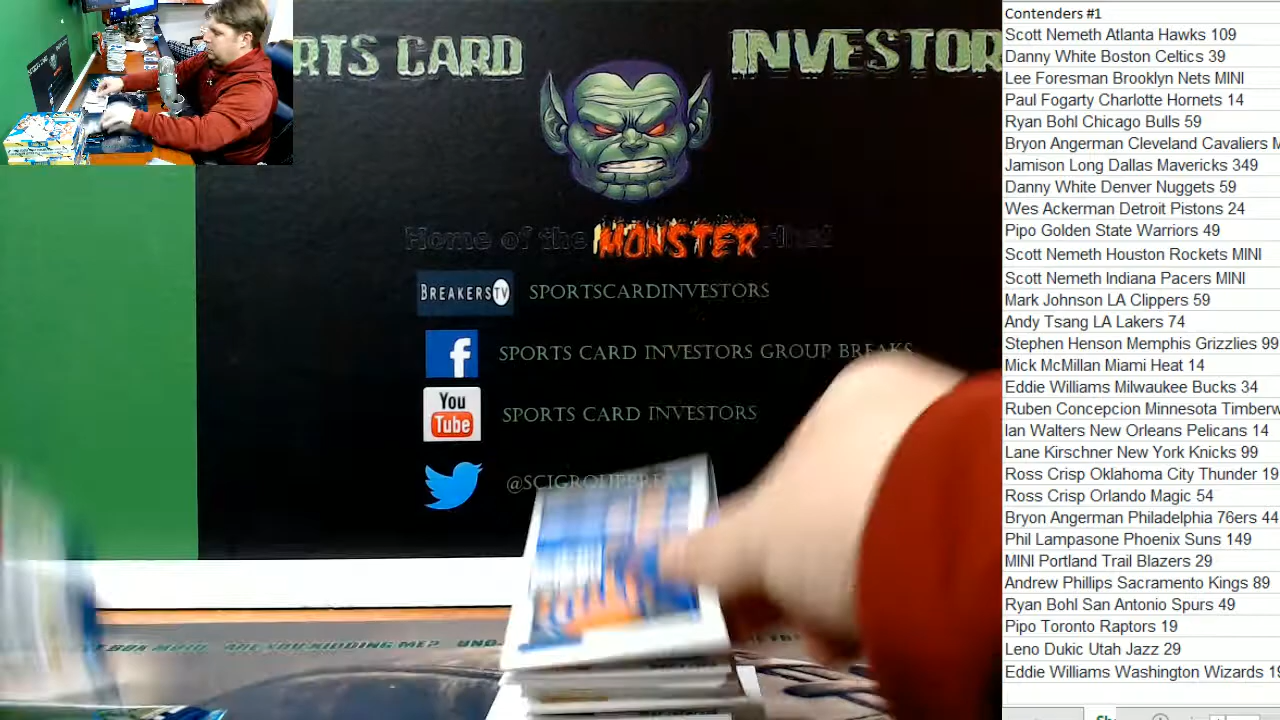 RTS CARD INVESTOR
Home of the MONSTER
BREAKERSTV SPORTSCARDINVESTORS
f SPORTS CARD INVESTORS GROUP BREAKS
You Tube SPORTS CARD INVESTORS
ARE YOU KIDDING ME?
Contenders #1
Scott Nemeth Atlanta Hawks 109
Danny White Boston Celtics 39
Lee Foresman Brooklyn Nets MINI
Paul Fogarty Charlotte Hornets 14
Ryan Bohl Chicago Bulls 59
Bryon Angerman Cleveland Cavaliers M
Jamison Long Dallas Mavericks 349
Danny White Denver Nuggets 59
Wes Ackerman Detroit Pistons 24
Pipo Golden State Warriors 49
Scott Nemeth Houston Rockets MINI
Scott Nemeth Indiana Pacers MINI
Mark Johnson LA Clippers 59
Andy Tsang LA Lakers 74
Stephen Henson Memphis Grizzlies 99
Mick McMillan Miami Heat 14
Eddie Williams Milwaukee Bucks 34
Ruben Concepcion Minnesota Timberw
Ian Walters New Orleans Pelicans 14
Lane Kirschner New York Knicks 99
Ross Crisp Oklahoma City Thunder 19
Ross Crisp Orlando Magic 54
Bryon Angerman Philadelphia 76ers 44
Phil Lampasone Phoenix Suns 149
MINI Portland Trail Blazers 29
Andrew Phillips Sacramento Kings 89
Ryan Bohl San Antonio Spurs 49
Pipo Toronto Raptors 19
Leno Dukic Utah Jazz 29
Eddie Williams Washington Wizards 19